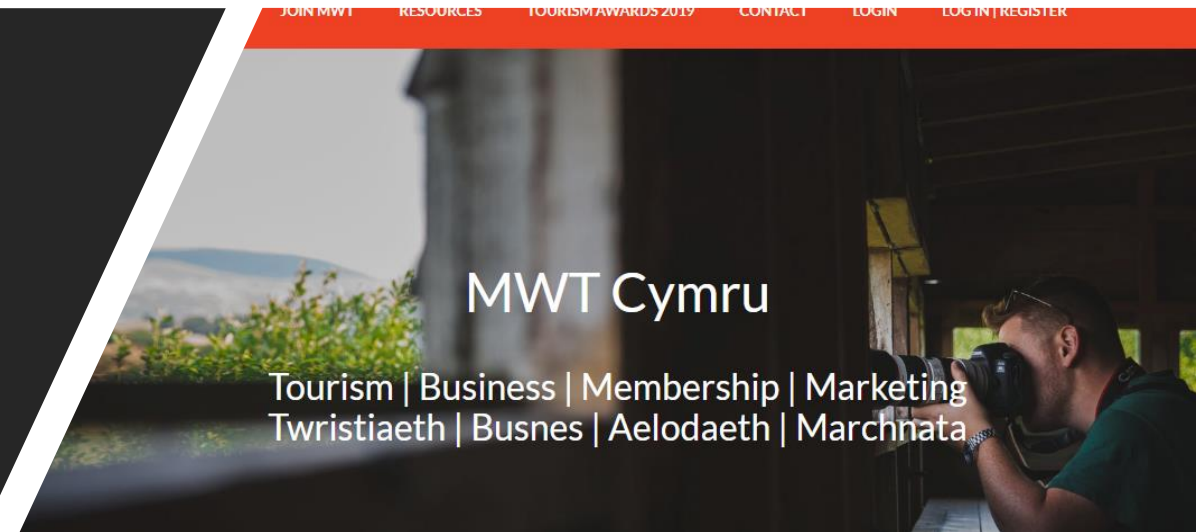 JOIN MWT RESOURCES TOURISM AWARDS 2019 CONTACT LOGIN LOG IN | REGISTER
MWT Cymru
Tourism | Business | Membership | Marketing
Twristiaeth | Busnes | Aelodaeth | Marchnata